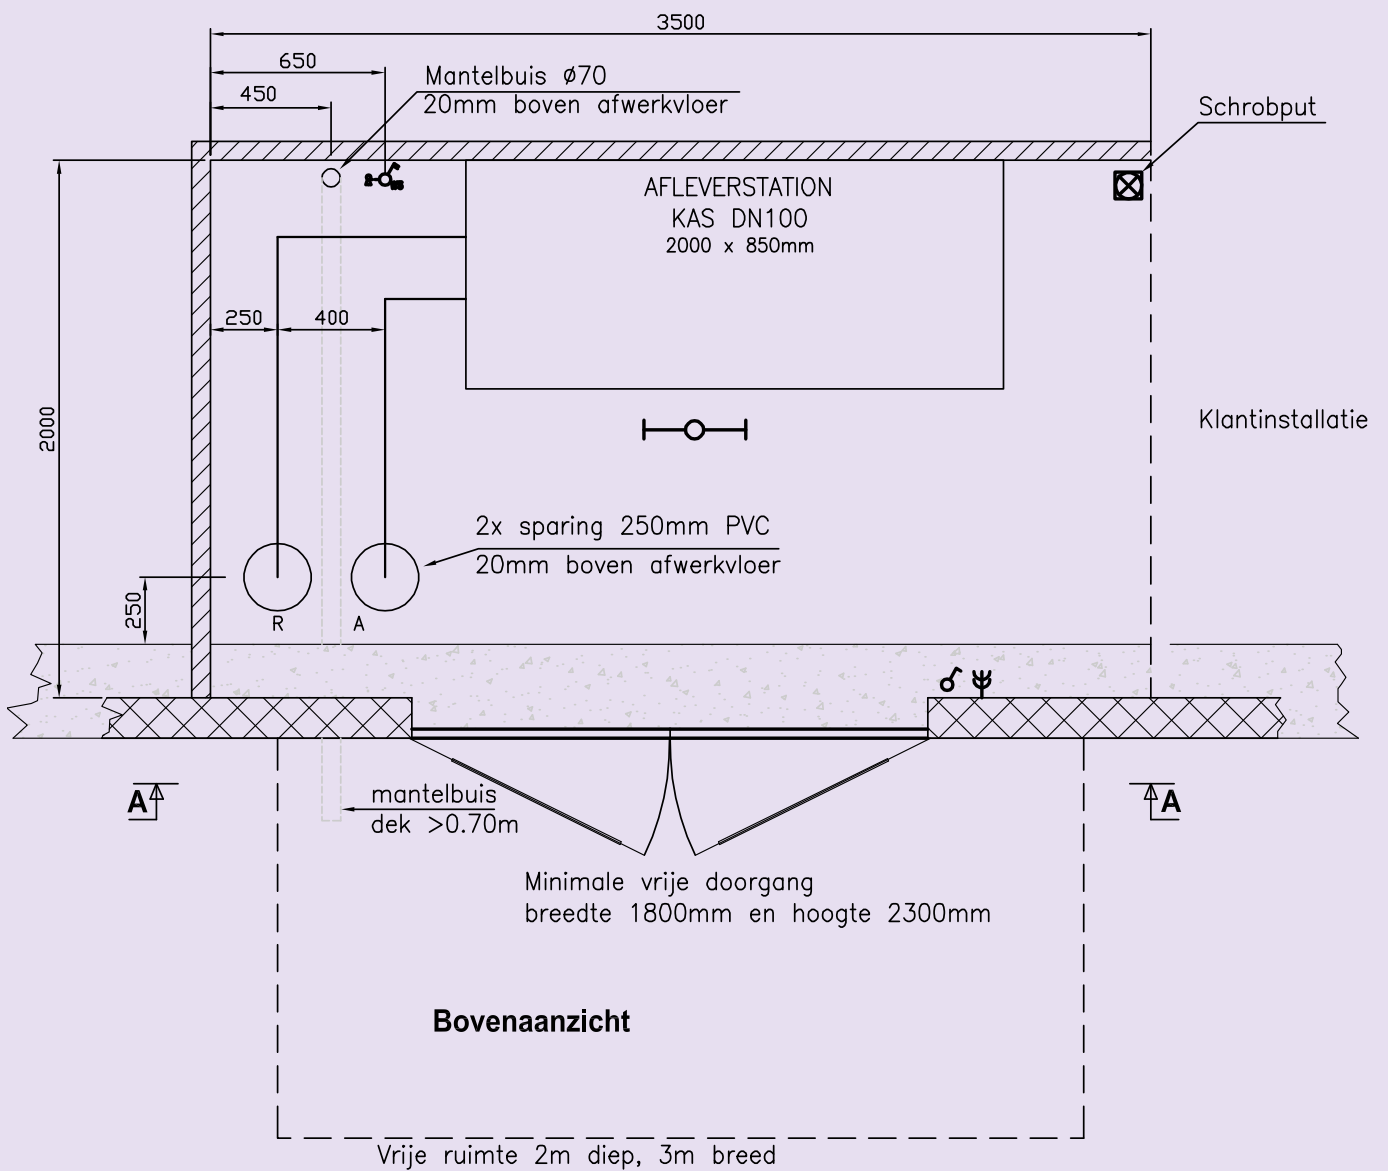 3500
650
Mantelbuis ø70
450
20mm boven afwerkvloer
Schrobput
AFLEVERSTATION
KAS DN100
2000 x 850mm
250
400
2000
Klantinstallatie
2x sparing 250mm PVC
20mm boven afwerkvloer
250
R
A
mantelbuis
dek >0.70m
A
A
Minimale vrije doorgang
breedte 1800mm en hoogte 2300mm
Bovenaanzicht
Vrije ruimte 2m diep, 3m breed